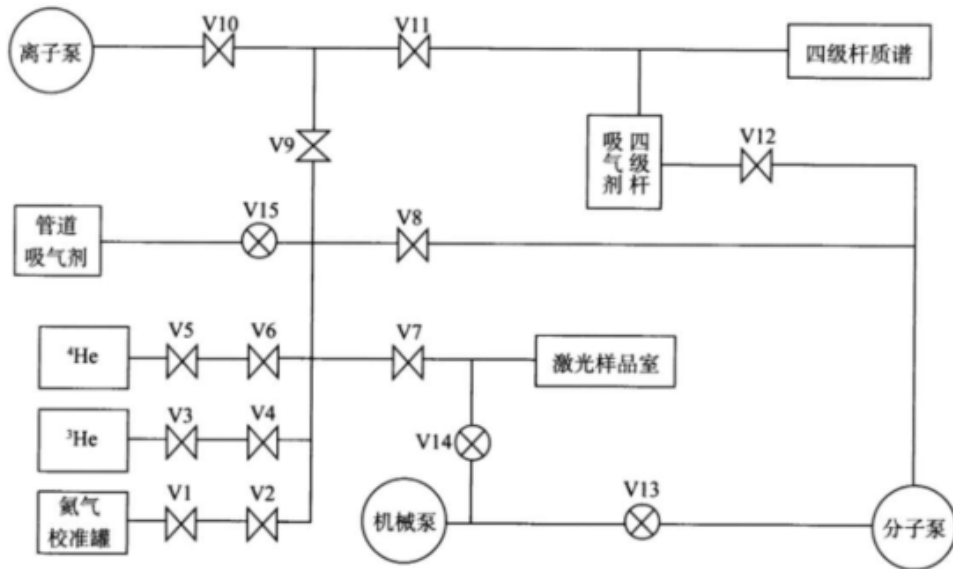 V10
V11
离子泵
四级杆质谱
V9
四级杆
吸气剂
V12
管道
吸气剂
V15
V8
⁴He
V5
V6
V7
激光样品室
³He
V3
V4
V14
氦气
校准罐
V1
V2
机械泵
V13
分子泵